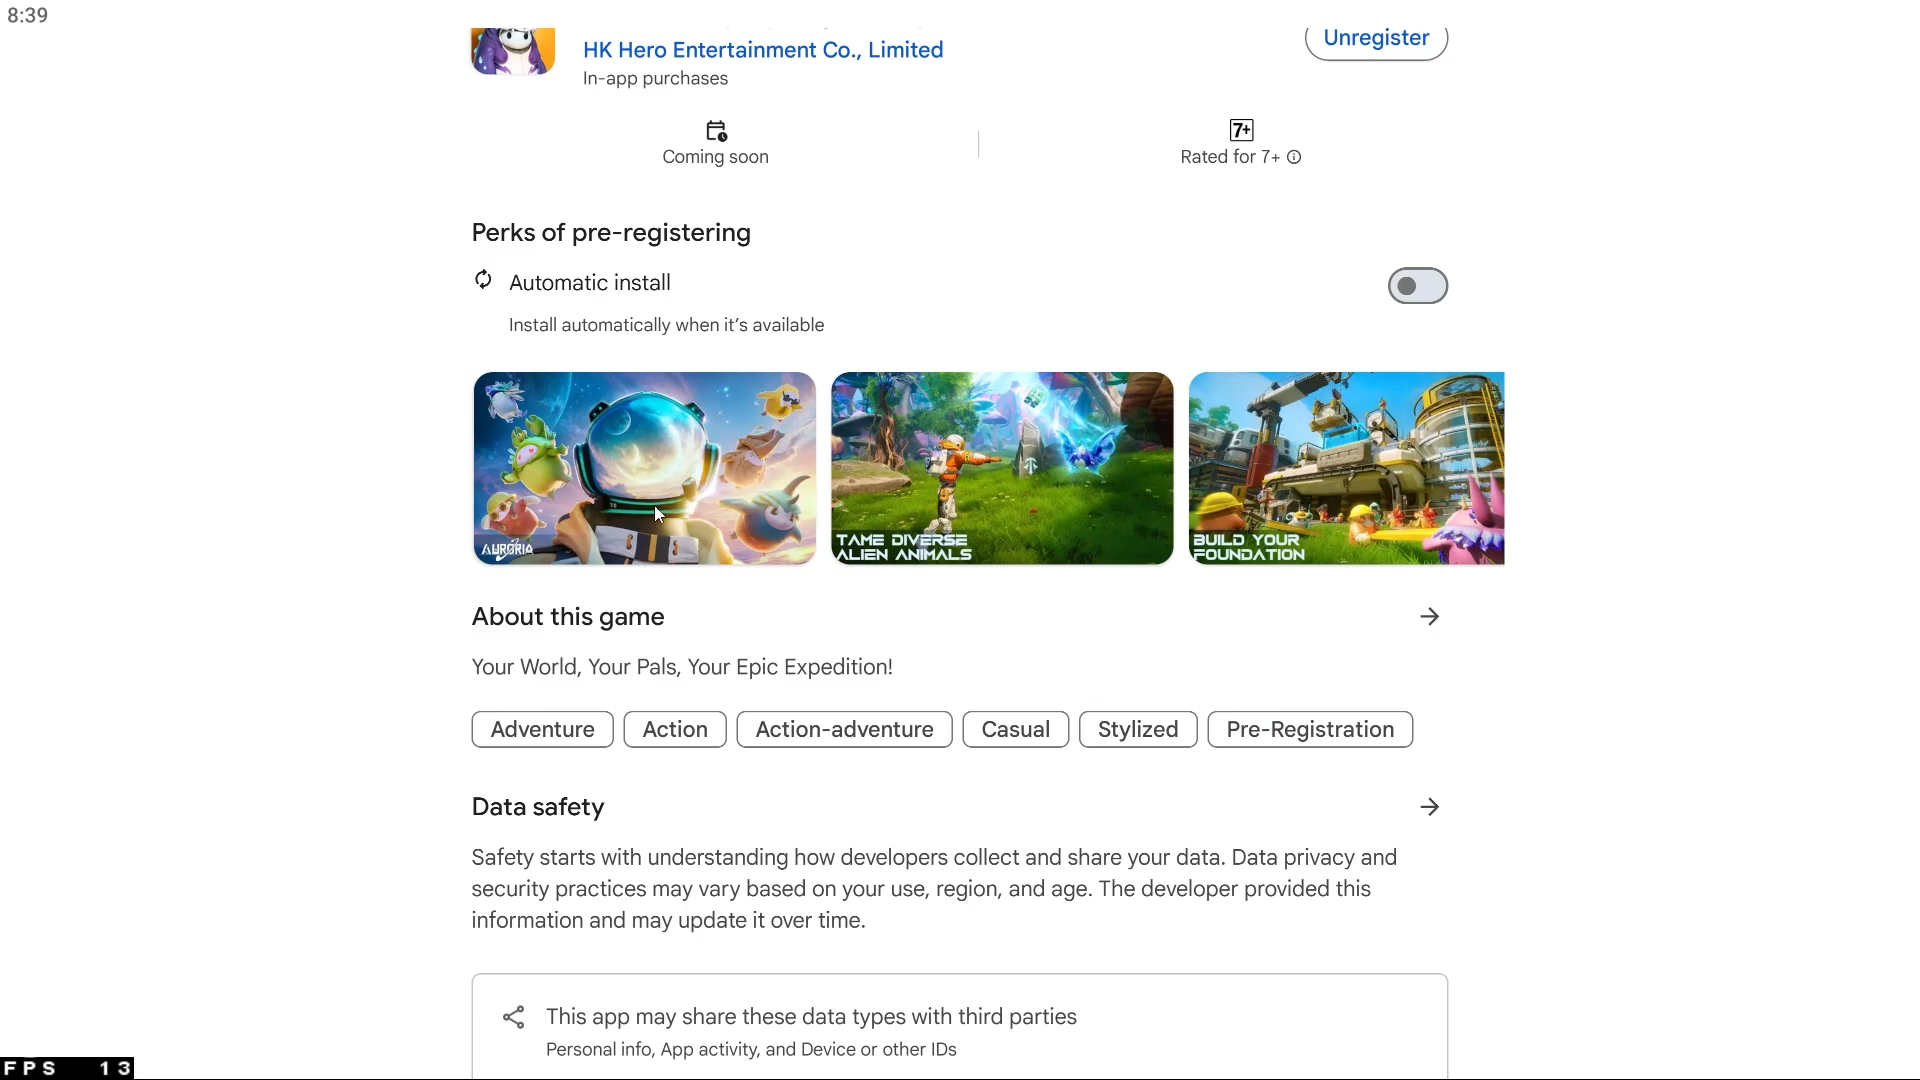 8:39
HK Hero Entertainment Co., Limited
Unregister
In-app purchases
7+
Coming soon
Rated for 7+
Perks of pre-registering
Automatic install
Install automatically when it's available
AURORIA
TAME DIVERSE
ALIEN ANIMALS
BUILD YOUR
FOUNDATION
About this game
Your World, Your Pals, Your Epic Expedition!
Adventure
Action
Action-adventure
Casual
Stylized
Pre-Registration
Data safety
Safety starts with understanding how developers collect and share your data. Data privacy and
security practices may vary based on your use, region, and age. The developer provided this
information and may update it over time.
This app may share these data types with third parties
Personal info, App activity, and Device or other IDs
FPS 13